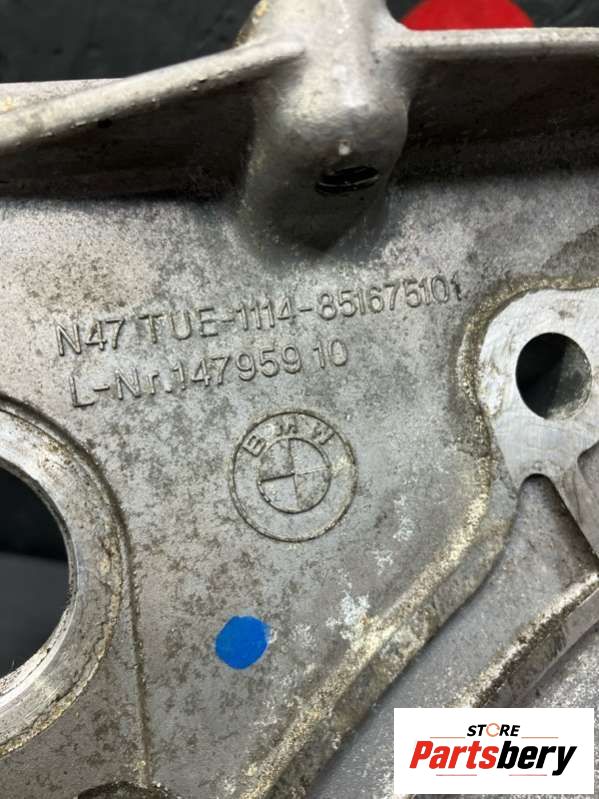 N47 TUE-1114-851675101
L-Nr.147959 10
BMW
STORE
Partsbery